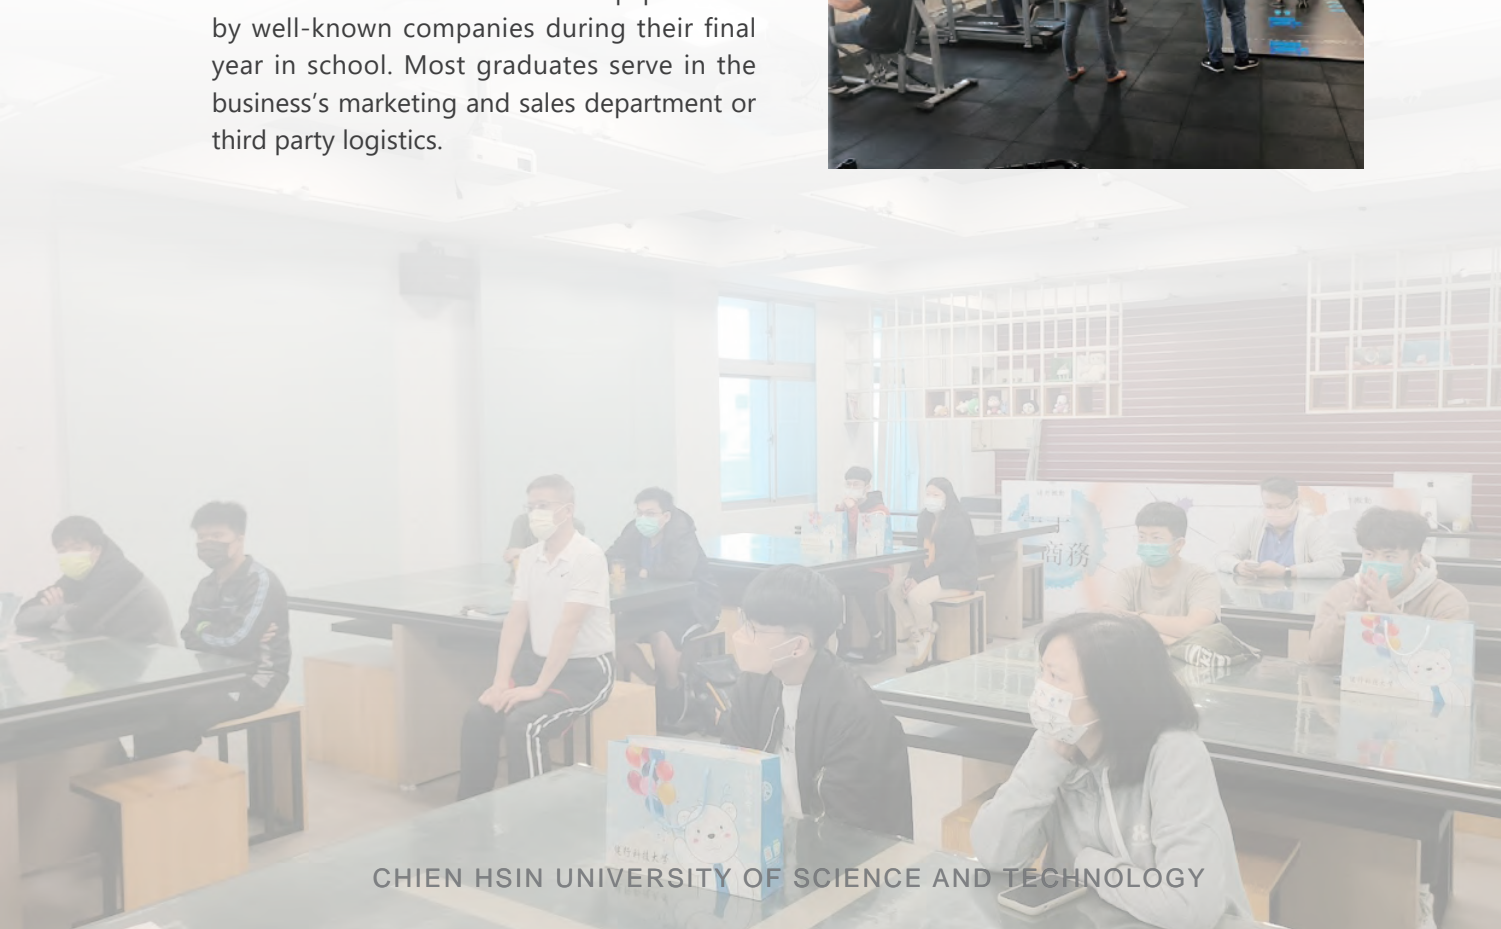 by well-known companies during their final
year in school. Most graduates serve in the
business's marketing and sales department or
third party logistics.
商務
CHIEN HSIN UNIVERSITY OF SCIENCE AND TECHNOLOGY